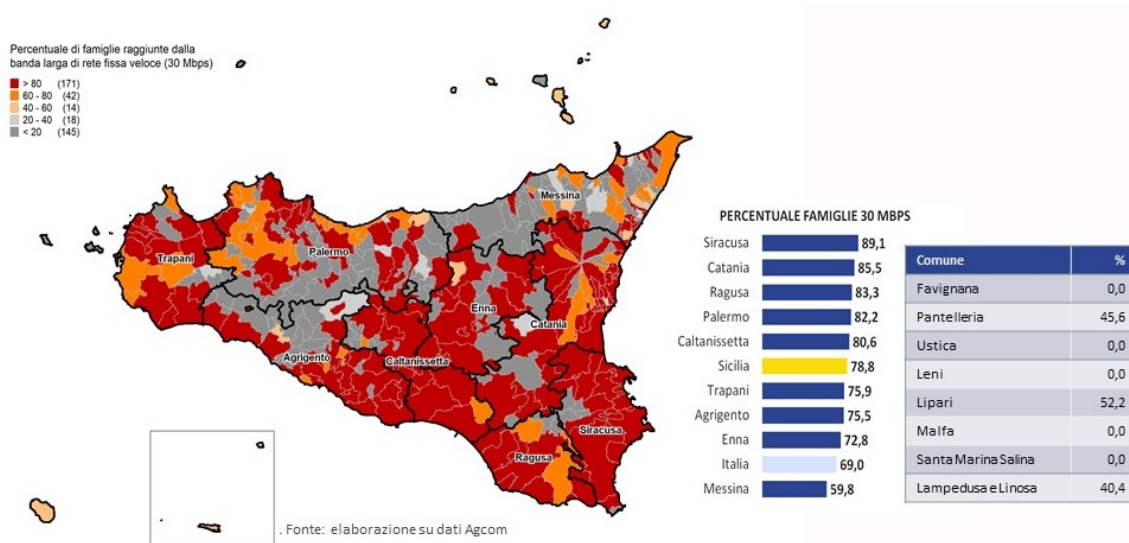 Percentuale di famiglie raggiunte dalla
banda larga di rete fissa veloce (30 Mbps)
> 80 (171)
60 - 80 (42)
40 - 60 (14)
20 - 40 (18)
< 20 (145)
Messina
Palermo
Trapani
Enna
Catania
Agrigento
Caltanissetta
Siracusa
Ragusa
. Fonte: elaborazione su dati Agcom
PERCENTUALE FAMIGLIE 30 MBPS
Siracusa 89,1
Catania 85,5
Ragusa 83,3
Palermo 82,2
Caltanissetta 80,6
Sicilia 78,8
Trapani 75,9
Agrigento 75,5
Enna 72,8
Italia 69,0
Messina 59,8
Comune %
Favignana 0,0
Pantelleria 45,6
Ustica 0,0
Leni 0,0
Lipari 52,2
Malfa 0,0
Santa Marina Salina 0,0
Lampedusa e Linosa 40,4